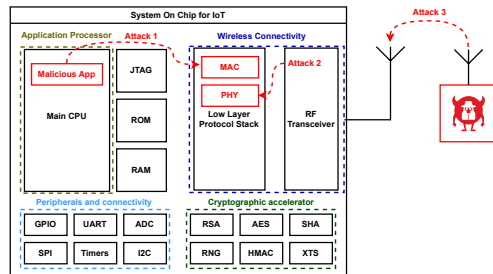 System On Chip for IoT
Attack 3
Application Processor
Attack 1
Wireless Connectivity
Malicious App
JTAG
MAC
Attack 2
PHY
Main CPU
ROM
Low Layer
Protocol Stack
RF
Transceiver
RAM
Peripherals and connectivity
Cryptographic accelerator
GPIO
UART
ADC
RSA
AES
SHA
SPI
Timers
I2C
RNG
HMAC
XTS